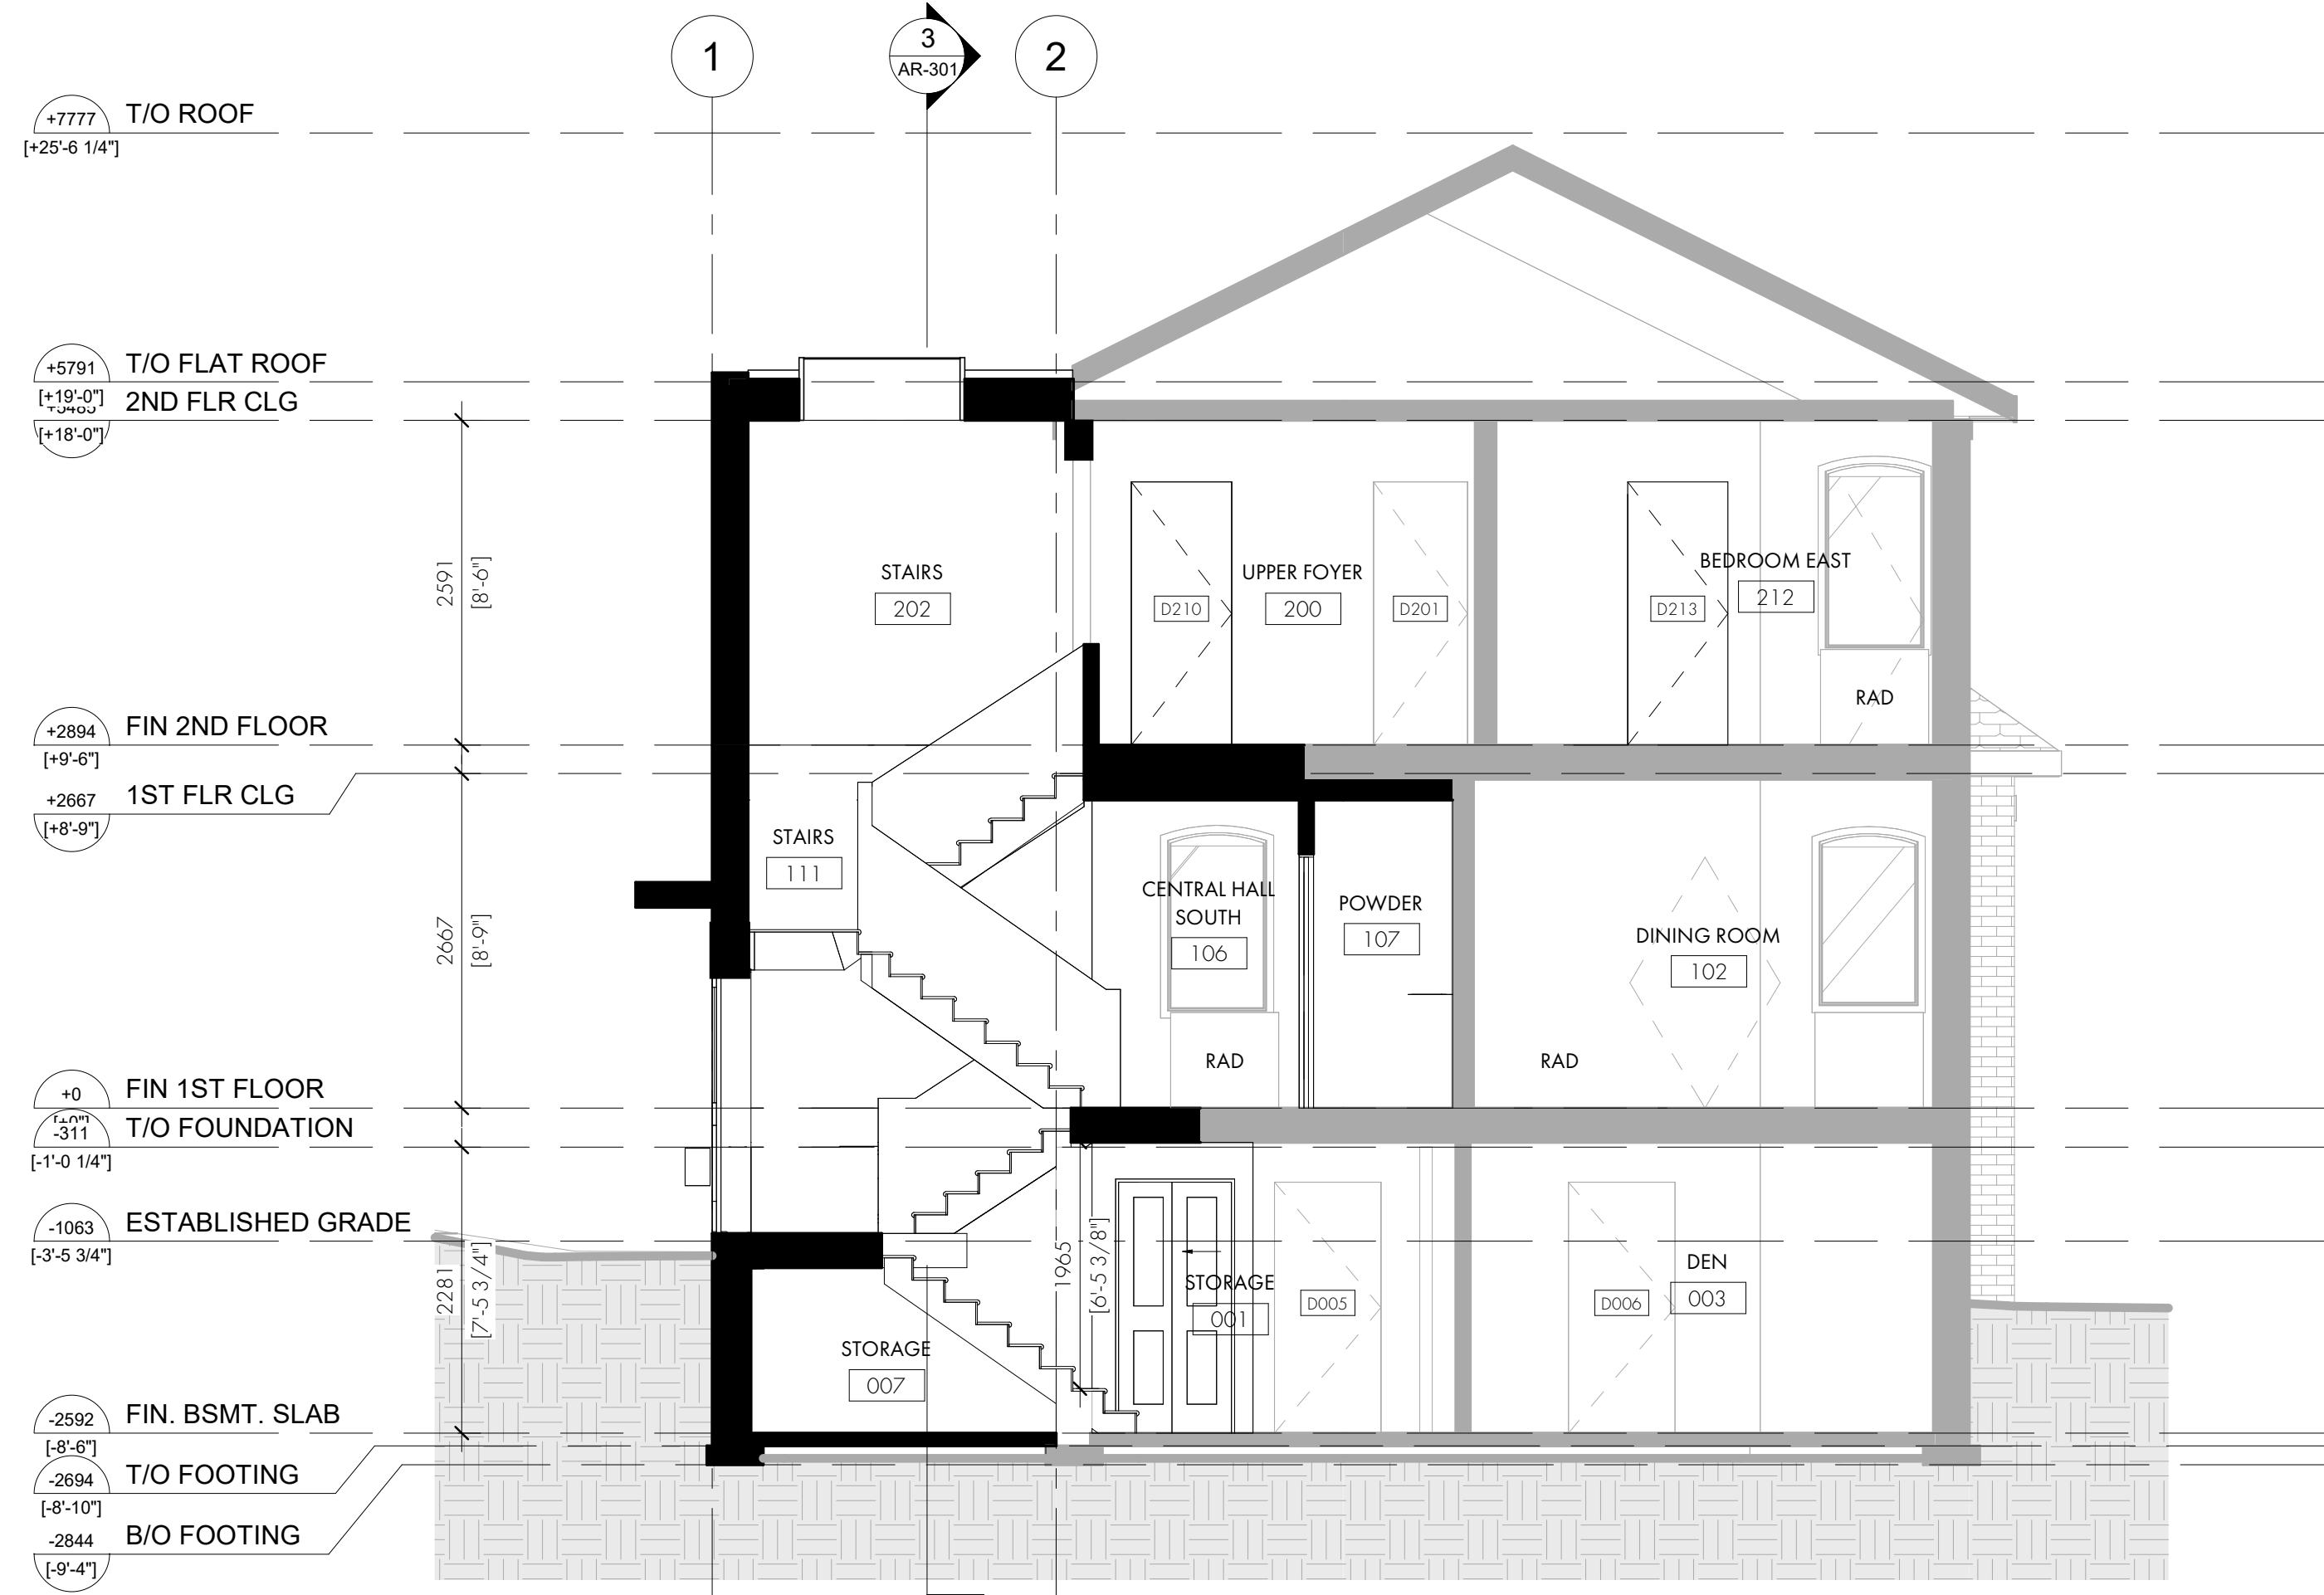 1
3
AR-301
2
+7777
T/O ROOF
[+25'-6 1/4"]
+5791
T/O FLAT ROOF
[+19'-0"]
2ND FLR CLG
[+18'-0"]
2591
[8'-6"]
STAIRS
202
D210
UPPER FOYER
200
D201
D213
BEDROOM EAST
212
RAD
+2894
FIN 2ND FLOOR
[+9'-6"]
+2667
1ST FLR CLG
[+8'-9"]
2667
[8'-9"]
STAIRS
111
CENTRAL HALL
SOUTH
106
RAD
POWDER
107
DINING ROOM
102
RAD
+0
FIN 1ST FLOOR
[+0"]
-311
T/O FOUNDATION
[-1'-0 1/4"]
-1063
ESTABLISHED GRADE
[-3'-5 3/4"]
2281
[7'-5 3/4"]
1965
[6'-5 3/8"]
STORAGE
001
D005
D006
DEN
003
STORAGE
007
-2592
FIN. BSMT. SLAB
[-8'-6"]
-2694
T/O FOOTING
[-8'-10"]
-2844
B/O FOOTING
[-9'-4"]